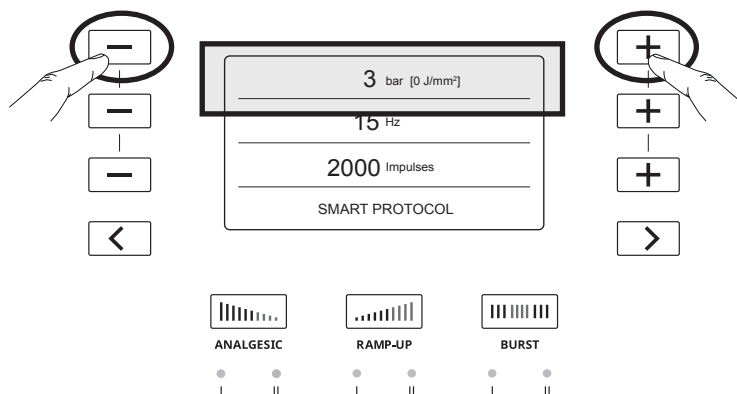 3 bar [0 J/mm²]
15 Hz
2000 Impulses
SMART PROTOCOL
ANALGESIC RAMP-UP BURST
I II I II I II